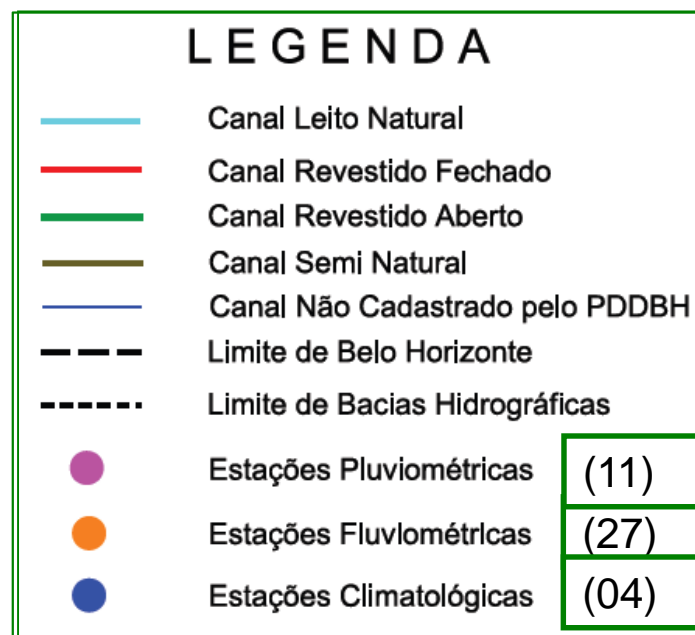 LEGENDA
Canal Leito Natural
Canal Revestido Fechado
Canal Revestido Aberto
Canal Semi Natural
Canal Não Cadastrado pelo PDDBH
Limite de Belo Horizonte
Limite de Bacias Hidrográficas
Estações Pluviométricas (11)
Estações Fluviométricas (27)
Estações Climatológicas (04)